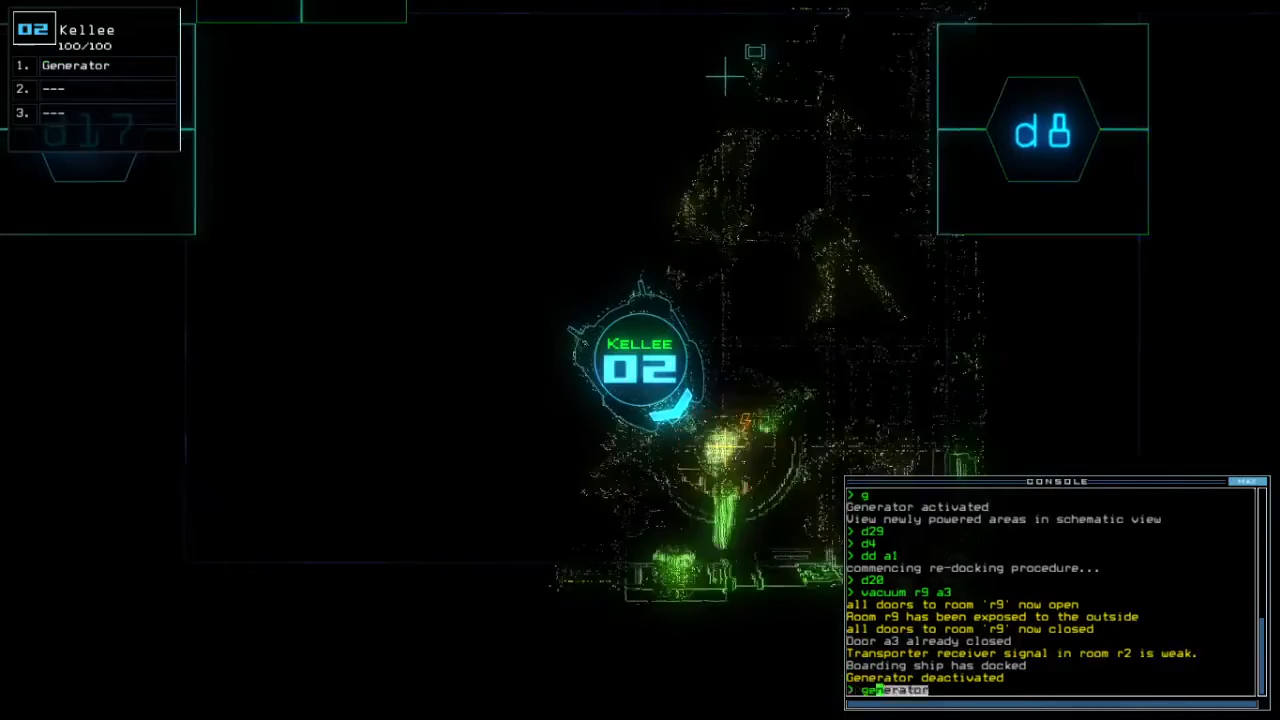 02 Kellee
100/100
1. Generator
2. ---
3. ---
a17
d8
KELLEE
02
CONSOLE
MAX
> g
Generator activated
View newly powered areas in schematic view
> d29
> d4
> dd a1
commencing re-docking procedure...
> d20
> vacuum r9 a3
all doors to room 'r9' now open
Room r9 has been exposed to the outside
all doors to room 'r9' now closed
Door a3 already closed
Transporter receiver signal in room r2 is weak.
Boarding ship has docked
Generator deactivated
> generator